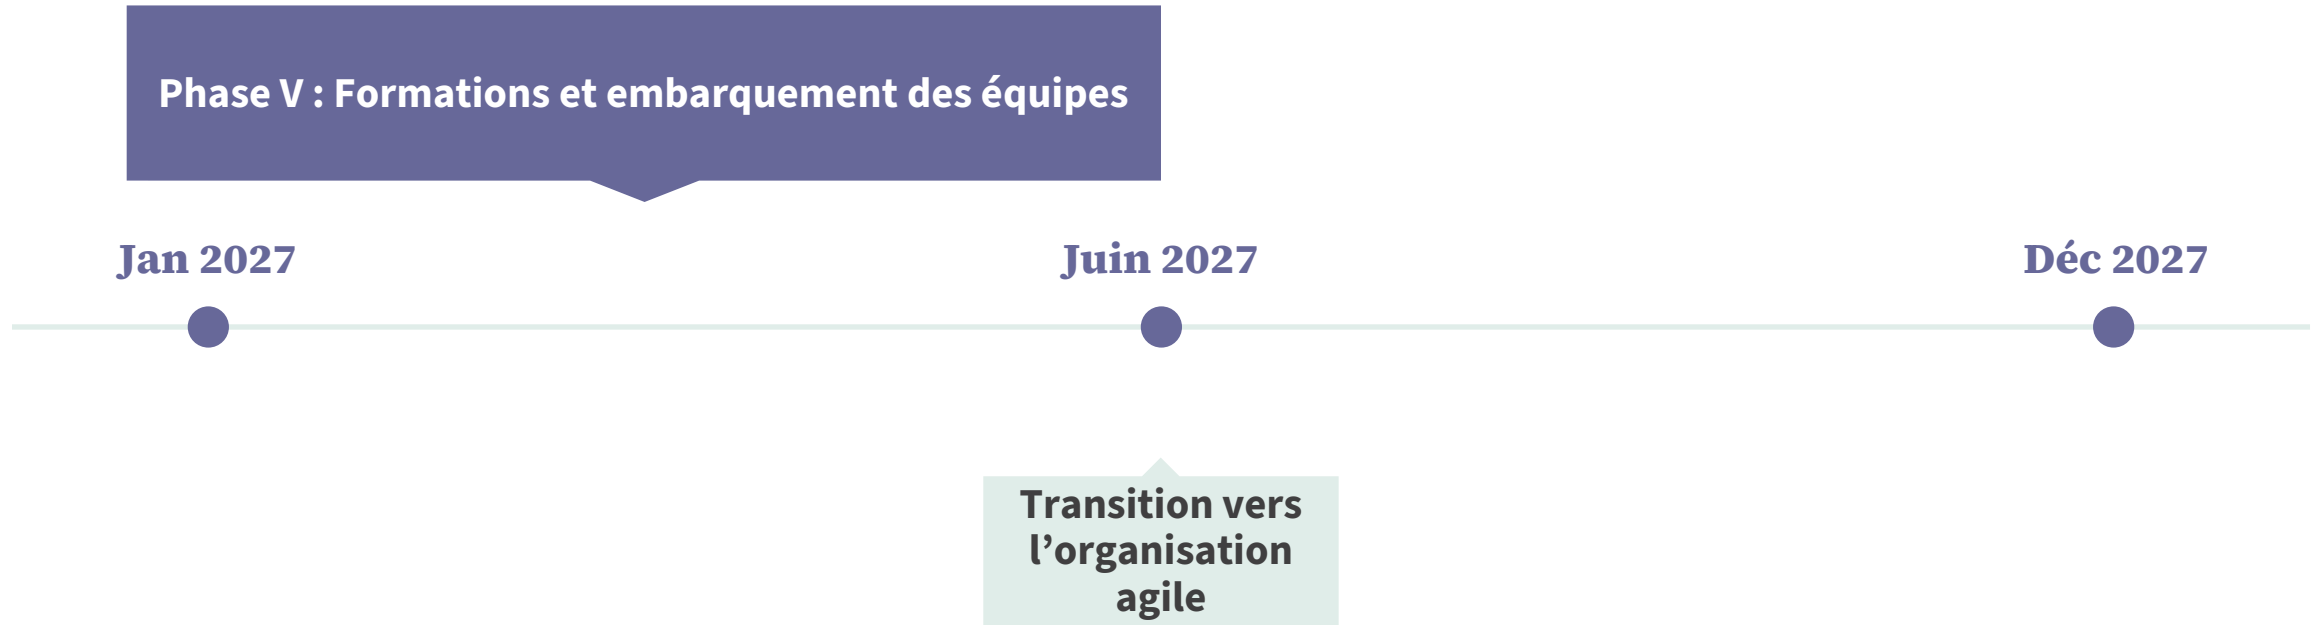 Phase V : Formations et embarquement des équipes
Jan 2027
Juin 2027
Déc 2027
Transition vers
l’organisation
agile